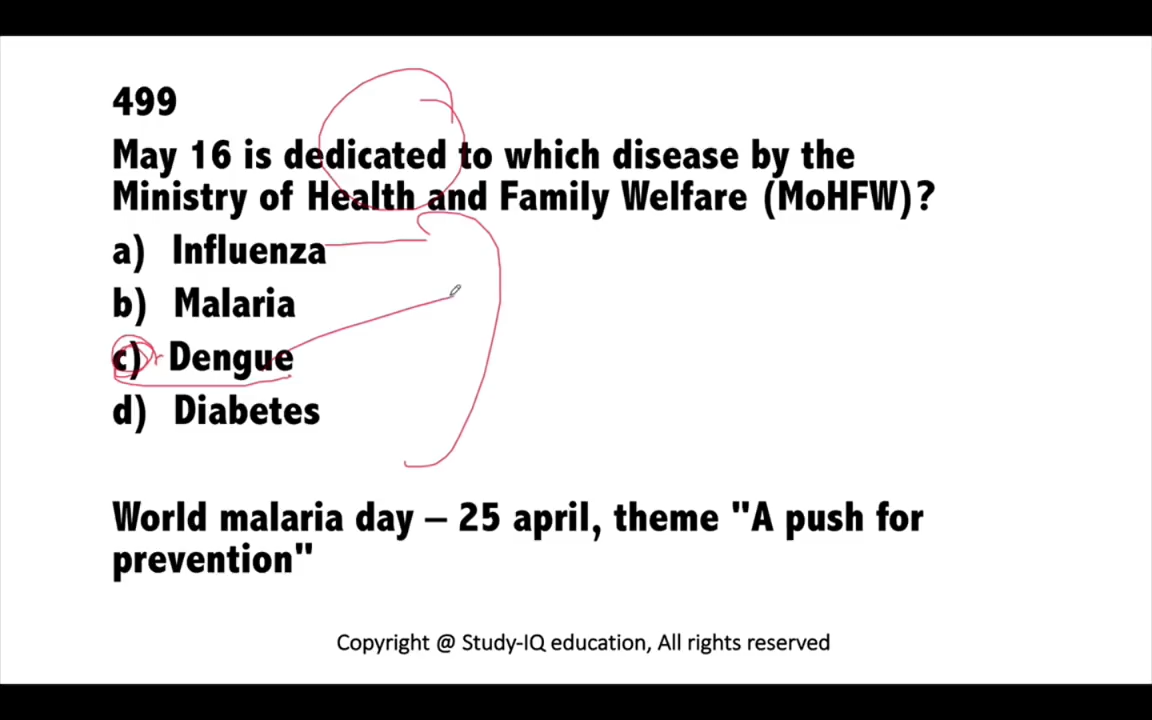 499
May 16 is dedicated to which disease by the
Ministry of Health and Family Welfare (MoHFW)?
a) Influenza
b) Malaria
c) Dengue
d) Diabetes
World malaria day – 25 april, theme "A push for
prevention"
Copyright @ Study-IQ education, All rights reserved